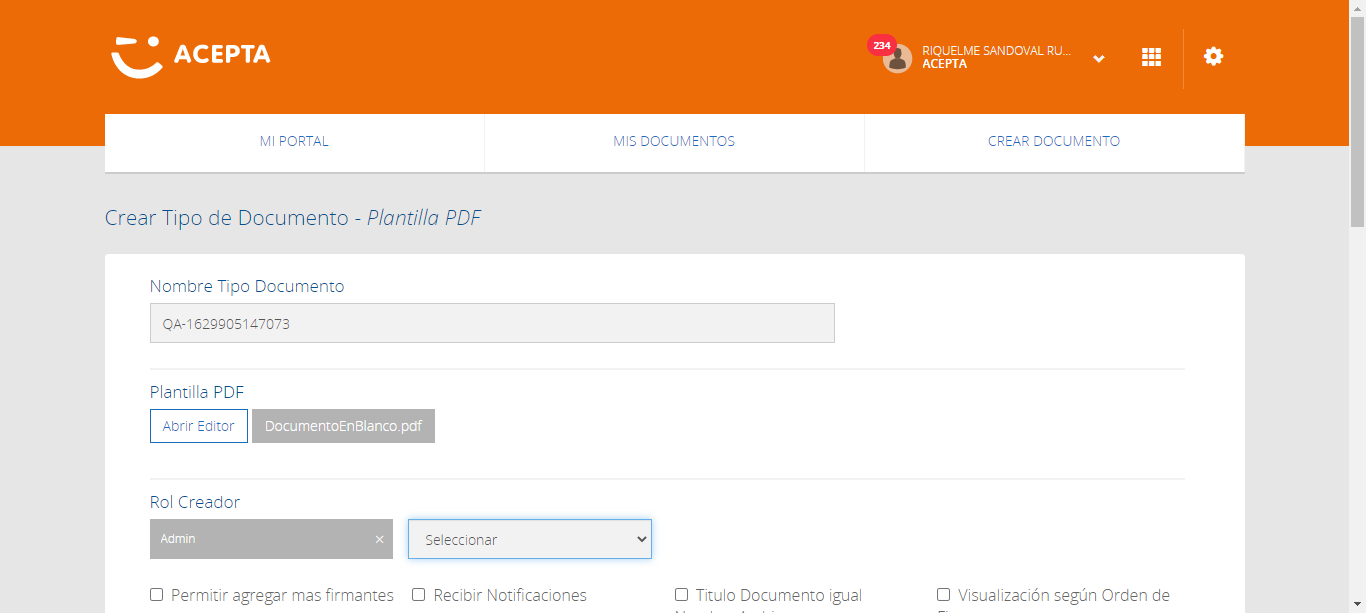 ACEPTA
234
RIQUELME SANDOVAL RU...
ACEPTA
MI PORTAL
MIS DOCUMENTOS
CREAR DOCUMENTO
Crear Tipo de Documento - Plantilla PDF
Nombre Tipo Documento
QA-1629905147073
Plantilla PDF
Abrir Editor
DocumentoEnBlanco.pdf
Rol Creador
Admin ×
Seleccionar
Permitir agregar mas firmantes
Recibir Notificaciones
Titulo Documento igual
Visualización según Orden de